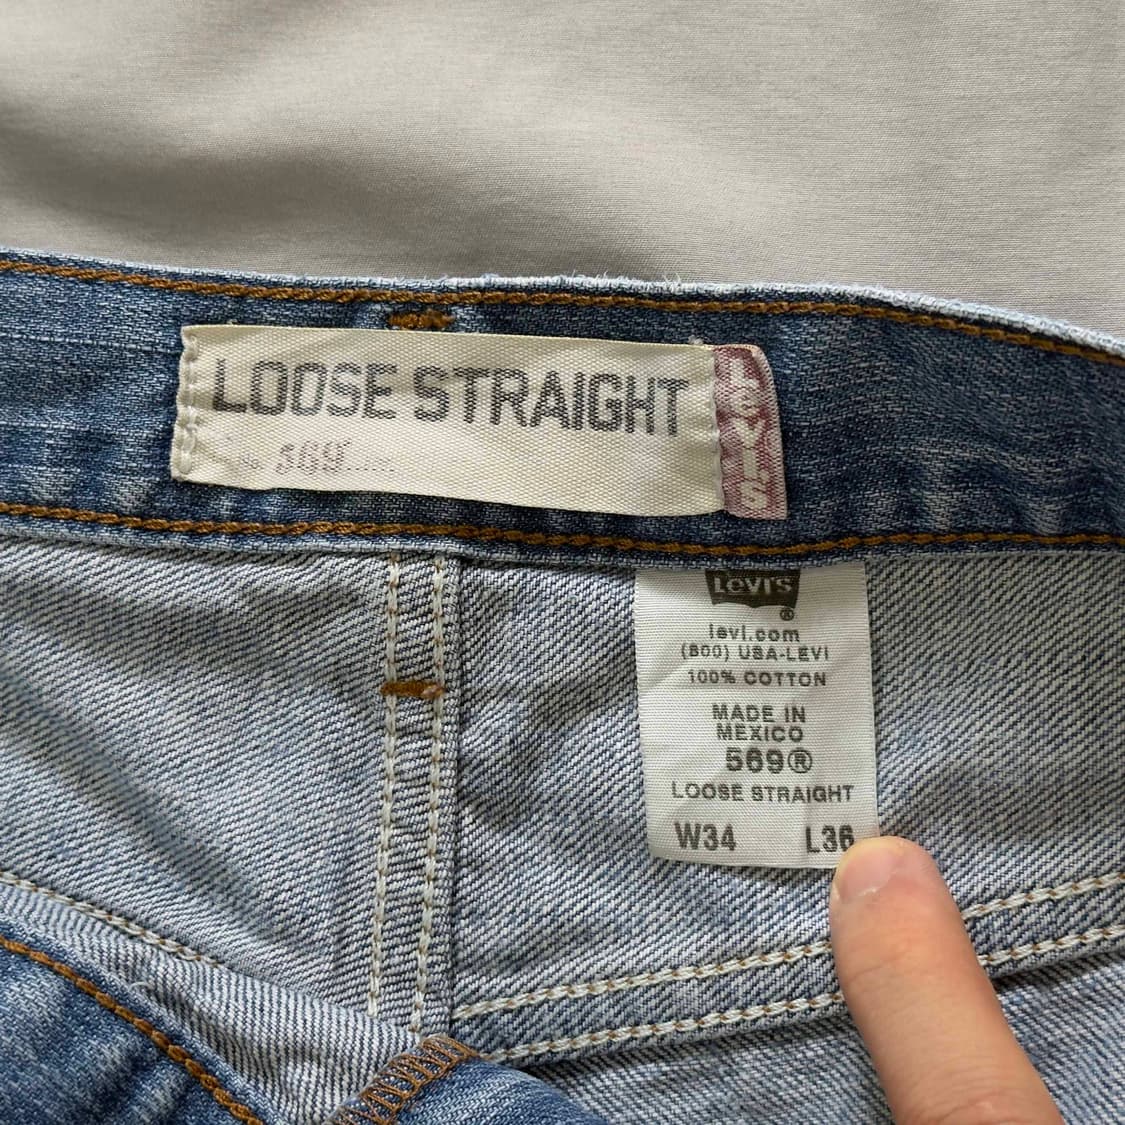 LOOSE STRAIGHT
569
LEVI'S
LEVI'S
®
levi.com
(800) USA-LEVI
100% COTTON
MADE IN
MEXICO
569®
LOOSE STRAIGHT
W34 L36